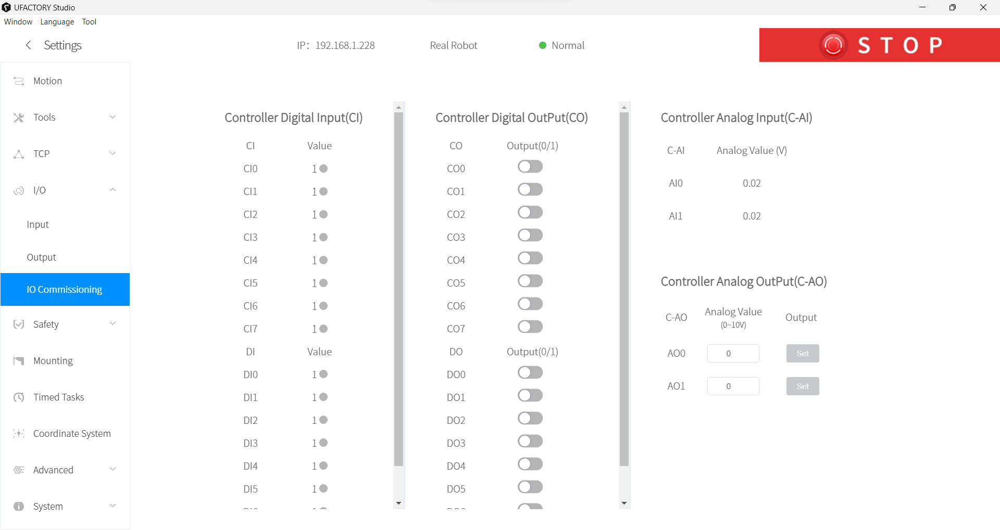 UFACTORY Studio
Window Language Tool
Settings
IP： 192.168.1.228 Real Robot Normal
STOP
Motion
Tools
TCP
I/O
Input
Output
IO Commissioning
Safety
Mounting
Timed Tasks
Coordinate System
Advanced
System
Controller Digital Input(CI)
CI Value
CI0 1
CI1 1
CI2 1
CI3 1
CI4 1
CI5 1
CI6 1
CI7 1
DI Value
DI0 1
DI1 1
DI2 1
DI3 1
DI4 1
DI5 1
Controller Digital OutPut(CO)
CO Output(0/1)
CO0
CO1
CO2
CO3
CO4
CO5
CO6
CO7
DO Output(0/1)
DO0
DO1
DO2
DO3
DO4
DO5
Controller Analog Input(C-AI)
C-AI Analog Value (V)
AI0 0.02
AI1 0.02
Controller Analog OutPut(C-AO)
C-AO Analog Value (0~10V) Output
AO0 0 Set
AO1 0 Set